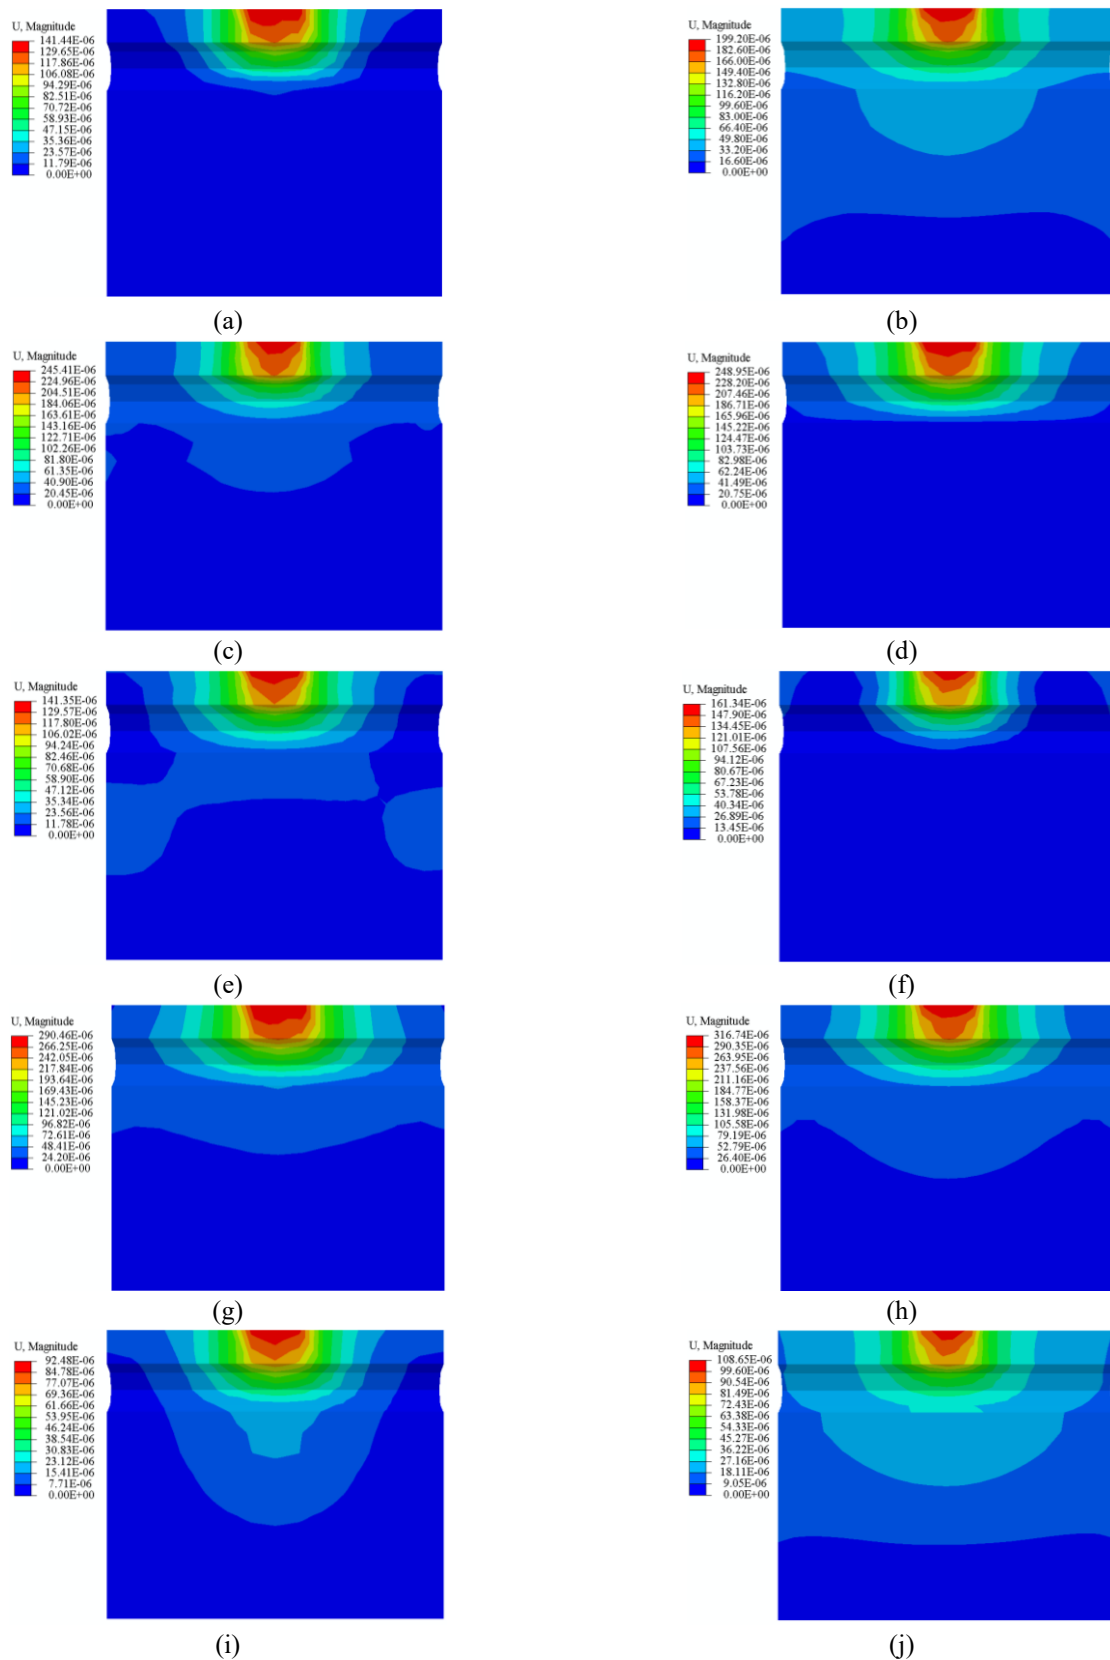 U, Magnitude
141.44E-06
129.65E-06
117.86E-06
106.08E-06
94.29E-06
82.51E-06
70.72E-06
58.93E-06
47.15E-06
35.36E-06
23.57E-06
11.79E-06
0.00E+00
(a)
U, Magnitude
199.20E-06
182.60E-06
166.00E-06
149.40E-06
132.80E-06
116.20E-06
99.60E-06
83.00E-06
66.40E-06
49.80E-06
33.20E-06
16.60E-06
0.00E+00
(b)
U, Magnitude
245.41E-06
224.96E-06
204.51E-06
184.06E-06
163.61E-06
143.16E-06
122.71E-06
102.26E-06
81.80E-06
61.35E-06
40.90E-06
20.45E-06
0.00E+00
(c)
U, Magnitude
248.95E-06
228.20E-06
207.46E-06
186.71E-06
165.96E-06
145.22E-06
124.47E-06
103.73E-06
82.98E-06
62.24E-06
41.49E-06
20.75E-06
0.00E+00
(d)
U, Magnitude
141.35E-06
129.57E-06
117.80E-06
106.02E-06
94.24E-06
82.46E-06
70.68E-06
58.90E-06
47.12E-06
35.34E-06
23.56E-06
11.78E-06
0.00E+00
(e)
U, Magnitude
161.34E-06
147.90E-06
134.45E-06
121.01E-06
107.56E-06
94.12E-06
80.67E-06
67.23E-06
53.78E-06
40.34E-06
26.89E-06
13.45E-06
0.00E+00
(f)
U, Magnitude
290.46E-06
266.25E-06
242.05E-06
217.84E-06
193.64E-06
169.43E-06
145.23E-06
121.02E-06
96.82E-06
72.61E-06
48.41E-06
24.20E-06
0.00E+00
(g)
U, Magnitude
316.74E-06
290.35E-06
263.95E-06
237.56E-06
211.16E-06
184.77E-06
158.37E-06
131.98E-06
105.58E-06
79.19E-06
52.79E-06
26.40E-06
0.00E+00
(h)
U, Magnitude
92.48E-06
84.78E-06
77.07E-06
69.36E-06
61.66E-06
53.95E-06
46.24E-06
38.54E-06
30.83E-06
23.12E-06
15.41E-06
7.71E-06
0.00E+00
(i)
U, Magnitude
108.65E-06
99.60E-06
90.54E-06
81.49E-06
72.43E-06
63.38E-06
54.33E-06
45.27E-06
36.22E-06
27.16E-06
18.11E-06
9.05E-06
0.00E+00
(j)